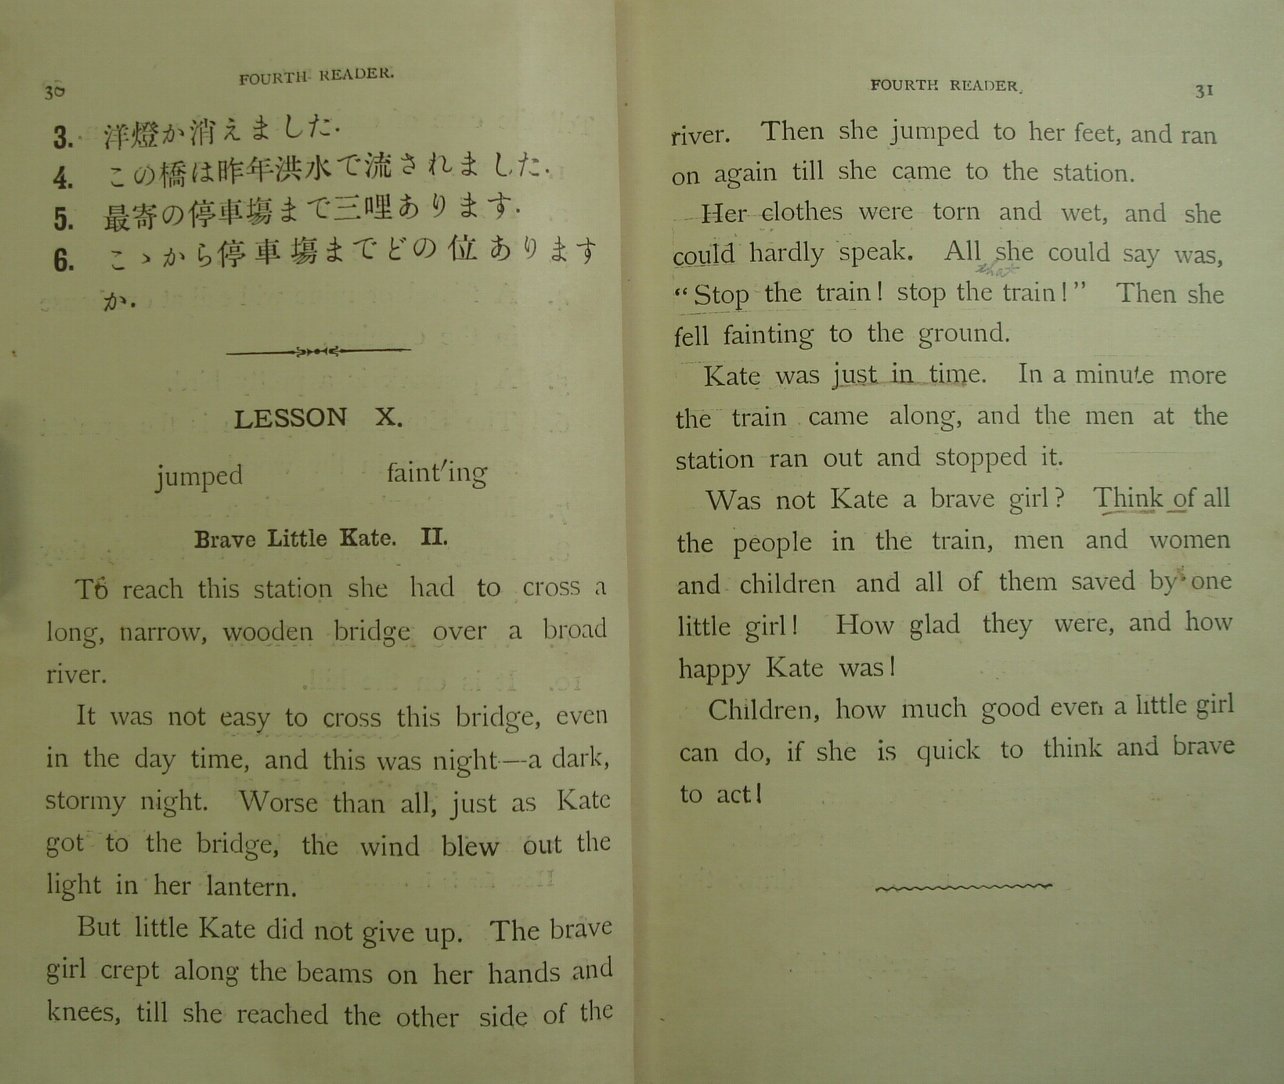 30
FOURTH READER.
3. 洋燈か消えました.
4. この橋は昨年洪水で流されました.
5. 最寄の停車塲まで三哩あります.
6. こゝから停車塲までどの位あります
か.
LESSON X.
jumped faint′ing
Brave Little Kate. II.
To reach this station she had to cross a
long, narrow, wooden bridge over a broad
river.
It was not easy to cross this bridge, even
in the day time, and this was night—a dark,
stormy night. Worse than all, just as Kate
got to the bridge, the wind blew out the
light in her lantern.
But little Kate did not give up. The brave
girl crept along the beams on her hands and
knees, till she reached the other side of the
FOURTH READER.
31
river. Then she jumped to her feet, and ran
on again till she came to the station.
Her clothes were torn and wet, and she
could hardly speak. All she could say was,
that
“Stop the train! stop the train!” Then she
fell fainting to the ground.
Kate was just in time. In a minute more
the train came along, and the men at the
station ran out and stopped it.
Was not Kate a brave girl? Think of all
the people in the train, men and women
and children and all of them saved by one
little girl! How glad they were, and how
happy Kate was!
Children, how much good even a little girl
can do, if she is quick to think and brave
to act!